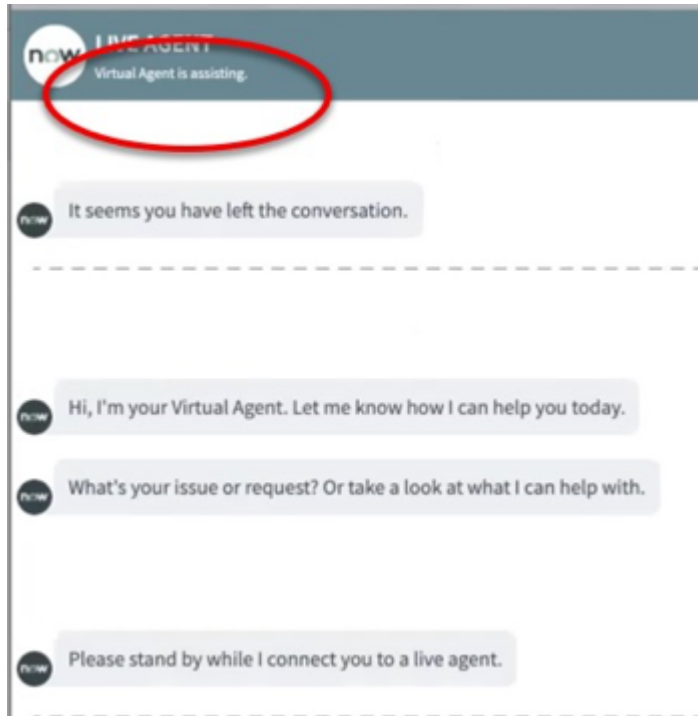 now
LIVE AGENT
Virtual Agent is assisting.
now
It seems you have left the conversation.
now
Hi, I'm your Virtual Agent. Let me know how I can help you today.
now
What's your issue or request? Or take a look at what I can help with.
now
Please stand by while I connect you to a live agent.